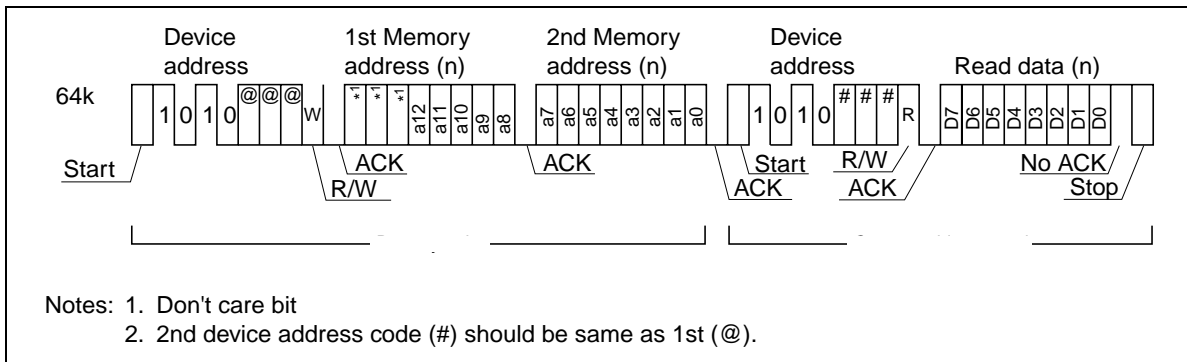 Device address 1st Memory address (n) 2nd Memory address (n) Device address Read data (n)
64k 1 0 1 0 @ @ @ W *1 *1 *1 a12 a11 a10 a9 a8 a7 a6 a5 a4 a3 a2 a1 a0 1 0 1 0 # # # R D7 D6 D5 D4 D3 D2 D1 D0
Start ACK ACK Start R/W No ACK
R/W ACK ACK Stop
Notes: 1. Don't care bit
2. 2nd device address code (#) should be same as 1st (@).